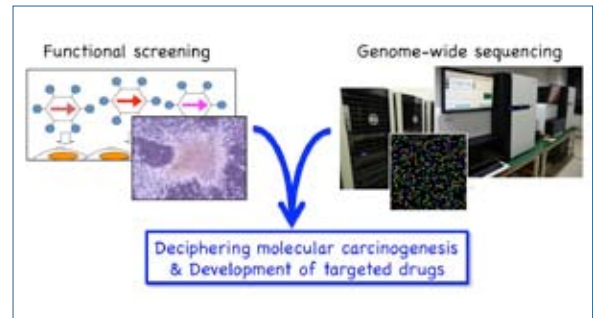 Functional screening
Genome-wide sequencing
Deciphering molecular carcinogenesis
& Development of targeted drugs